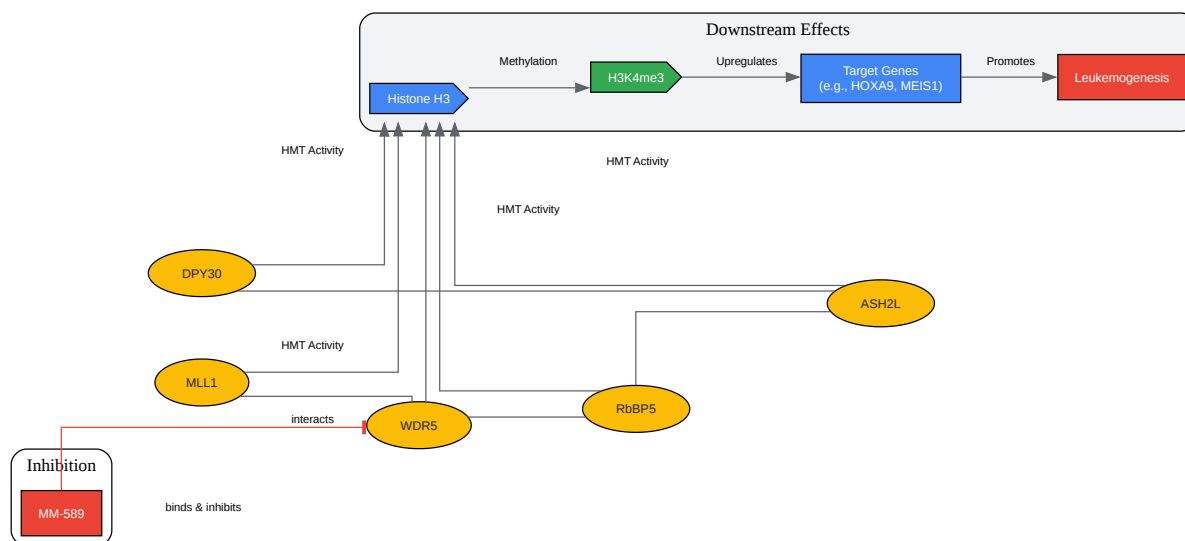 Downstream Effects
Methylation
Upregulates
Promotes
Histone H3
H3K4me3
Target Genes
(e.g., HOXA9, MEIS1)
Leukemogenesis
HMT Activity
HMT Activity
HMT Activity
DPY30
ASH2L
HMT Activity
MLL1
RbBP5
interacts
WDR5
Inhibition
MM-589
binds & inhibits